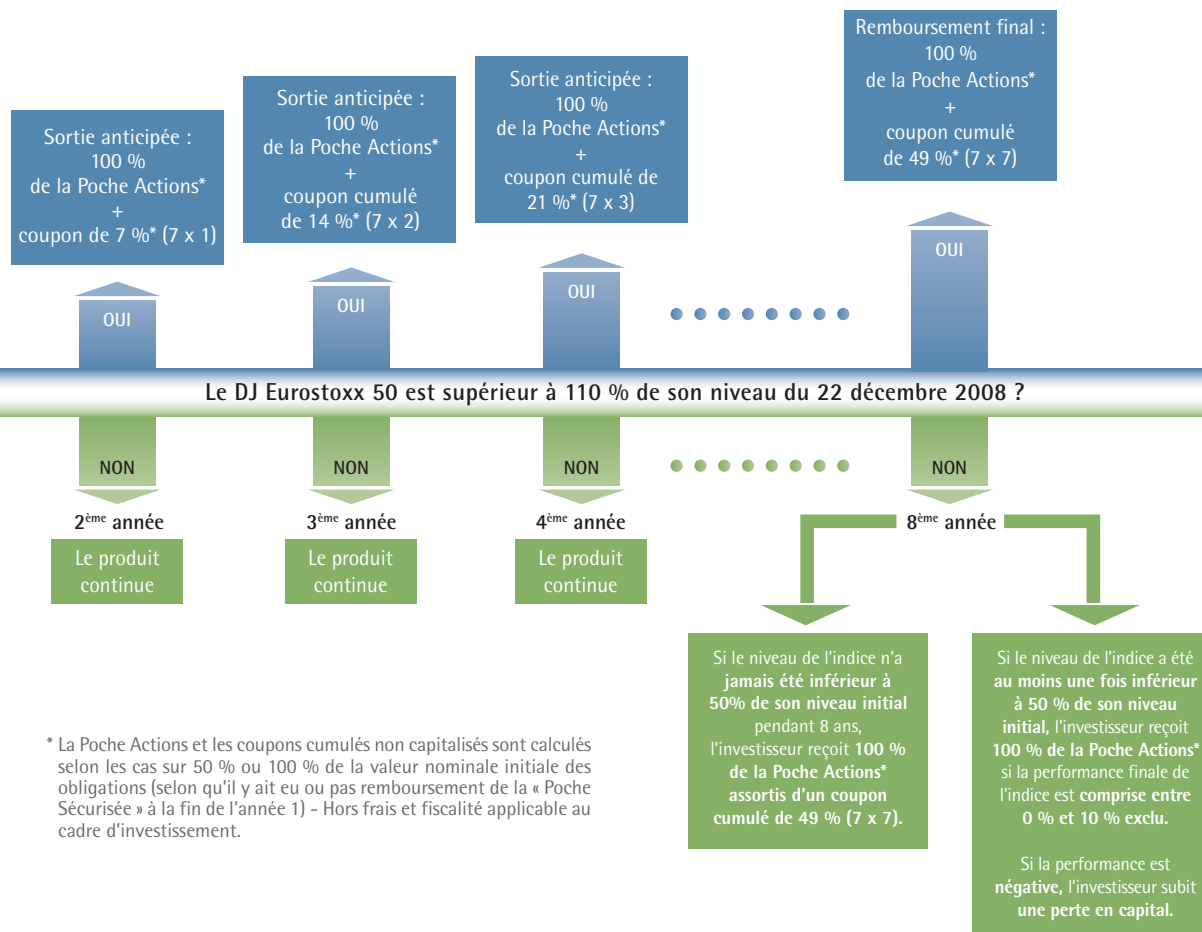 Sortie anticipée :
100 %
de la Poche Actions*
+
coupon de 7 %* (7 x 1)
Sortie anticipée :
100 %
de la Poche Actions*
+
coupon cumulé
de 14 %* (7 x 2)
Sortie anticipée :
100 %
de la Poche Actions*
+
coupon cumulé de
21 %* (7 x 3)
Remboursement final :
100 %
de la Poche Actions*
+
coupon cumulé
de 49 %* (7 x 7)
OUI
OUI
OUI
OUI
Le DJ Eurostoxx 50 est supérieur à 110 % de son niveau du 22 décembre 2008 ?
NON
NON
NON
NON
2ème année
3ème année
4ème année
8ème année
Le produit
continue
Le produit
continue
Le produit
continue
Si le niveau de l'indice n'a
jamais été inférieur à
50% de son niveau initial
pendant 8 ans,
l'investisseur reçoit 100 %
de la Poche Actions*
assortis d'un coupon
cumulé de 49 % (7 x 7).
Si le niveau de l'indice a été
au moins une fois inférieur
à 50 % de son niveau
initial, l'investisseur reçoit
100 % de la Poche Actions*
si la performance finale de
l'indice est comprise entre
0 % et 10 % exclu.
Si la performance est
négative, l'investisseur subit
une perte en capital.
* La Poche Actions et les coupons cumulés non capitalisés sont calculés
selon les cas sur 50 % ou 100 % de la valeur nominale initiale des
obligations (selon qu'il y ait eu ou pas remboursement de la « Poche
Sécurisée » à la fin de l'année 1) - Hors frais et fiscalité applicable au
cadre d'investissement.